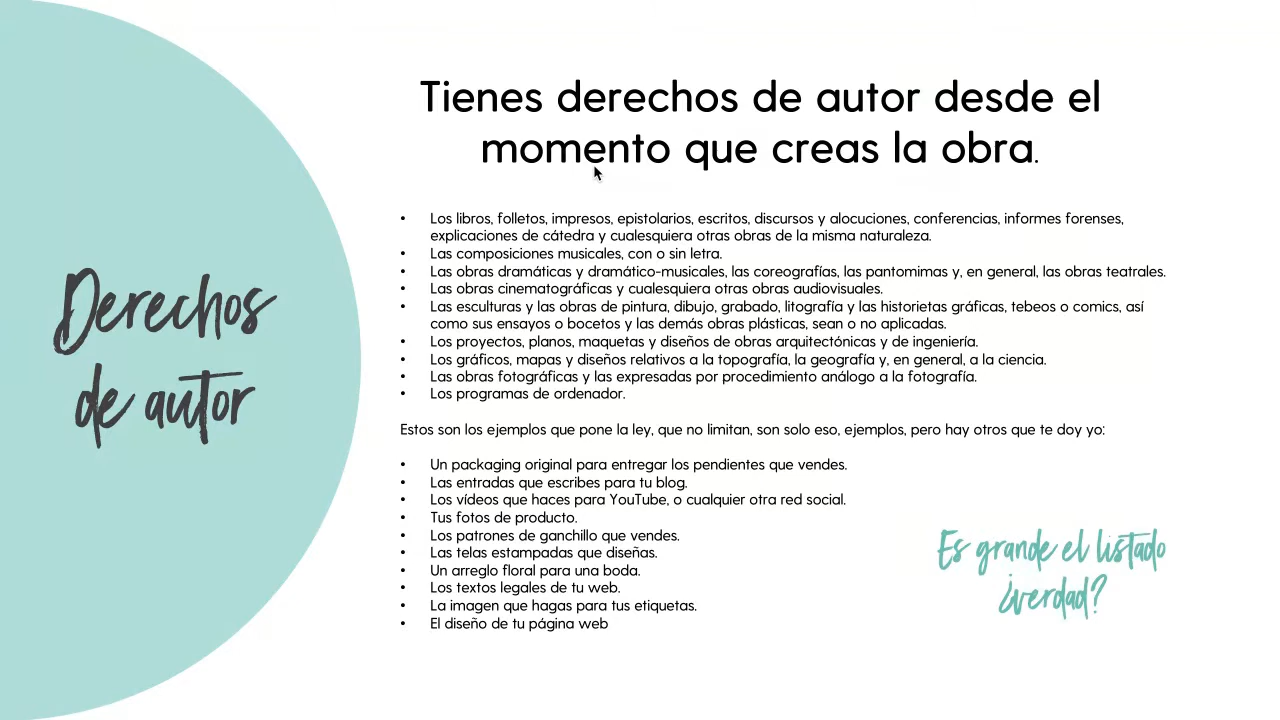 Derechos
de autor
Tienes derechos de autor desde el
momento que creas la obra.
• Los libros, folletos, impresos, epistolarios, escritos, discursos y alocuciones, conferencias, informes forenses,
explicaciones de cátedra y cualesquiera otras obras de la misma naturaleza.
• Las composiciones musicales, con o sin letra.
• Las obras dramáticas y dramático-musicales, las coreografías, las pantomimas y, en general, las obras teatrales.
• Las obras cinematográficas y cualesquiera otras obras audiovisuales.
• Las esculturas y las obras de pintura, dibujo, grabado, litografía y las historietas gráficas, tebeos o comics, así
como sus ensayos o bocetos y las demás obras plásticas, sean o no aplicadas.
• Los proyectos, planos, maquetas y diseños de obras arquitectónicas y de ingeniería.
• Los gráficos, mapas y diseños relativos a la topografía, la geografía y, en general, a la ciencia.
• Las obras fotográficas y las expresadas por procedimiento análogo a la fotografía.
• Los programas de ordenador.
Estos son los ejemplos que pone la ley, que no limitan, son solo eso, ejemplos, pero hay otros que te doy yo:
• Un packaging original para entregar los pendientes que vendes.
• Las entradas que escribes para tu blog.
• Los vídeos que haces para YouTube, o cualquier otra red social.
• Tus fotos de producto.
• Los patrones de ganchillo que vendes.
• Las telas estampadas que diseñas.
• Un arreglo floral para una boda.
• Los textos legales de tu web.
• La imagen que hagas para tus etiquetas.
• El diseño de tu página web
Es grande el listado
¿verdad?